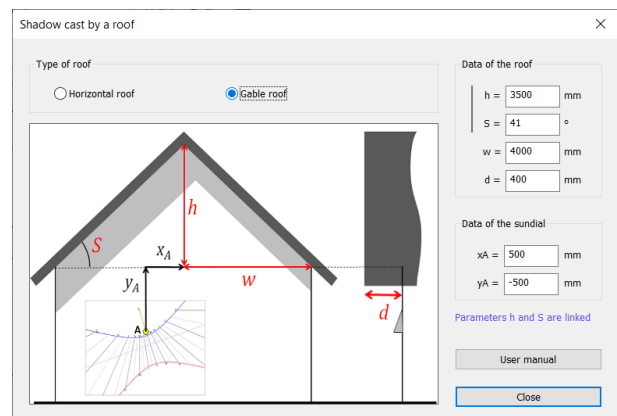 Shadow cast by a roof
Type of roof
Horizontal roof
Gable roof
h
S
x_A
w
y_A
A
d
Data of the roof
h = 3500 mm
S = 41 °
w = 4000 mm
d = 400 mm
Data of the sundial
xA = 500 mm
yA = -500 mm
Parameters h and S are linked
User manual
Close